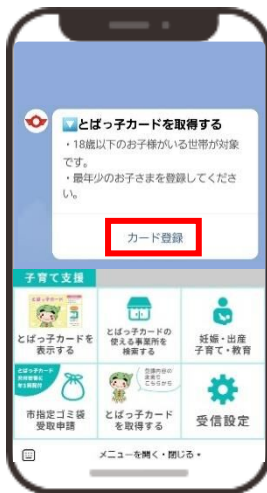 ▼とばっ子カードを取得する
・18歳以下のお子様がいる世帯が対象
です。
・最年少のお子さまを登録してくださ
い。
カード登録
子育て支援
とばっ子カードを
表示する
とばっ子カードの
使える事業所を
検索する
妊娠・出産
子育て・教育
市指定ゴミ袋
受取申請
とばっ子カード
を取得する
受信設定
メニューを開く・閉じる▾